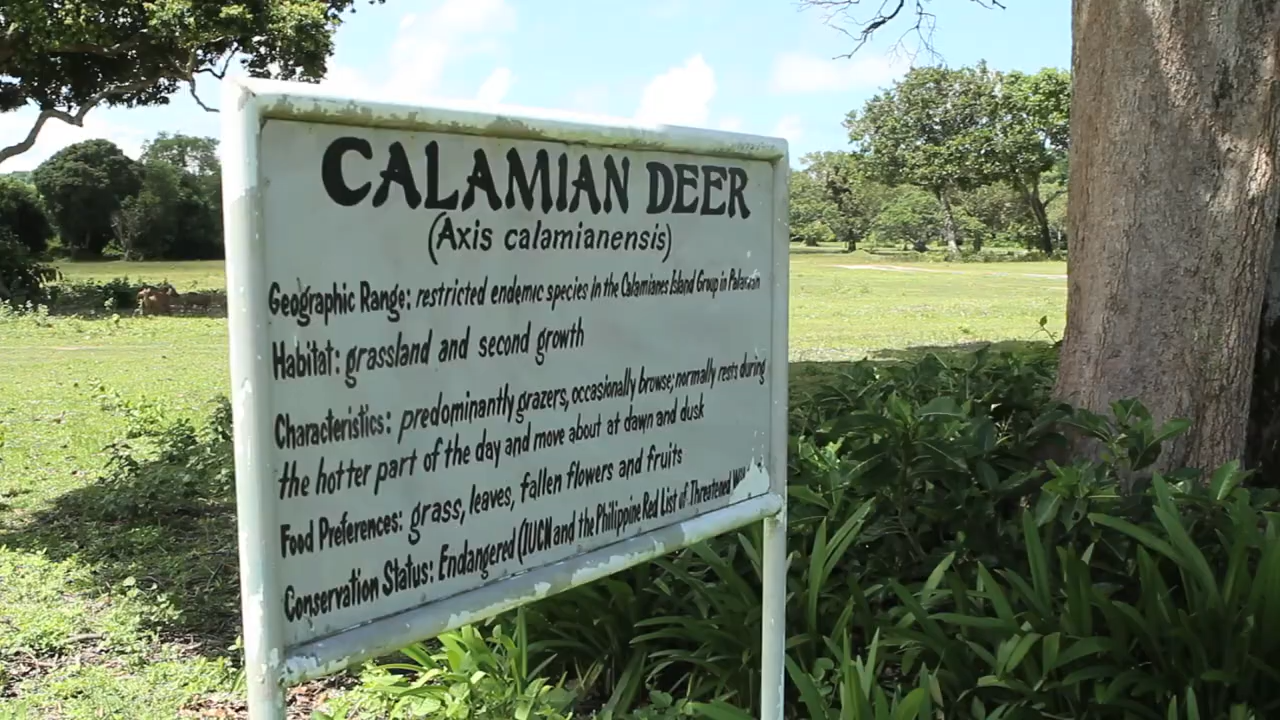 CALAMIAN DEER
(Axis calamianensis)
Geographic Range: restricted endemic species in the Calamianes Island Group in Palawan
Habitat: grassland and second growth
Characteristics: predominantly grazers, occasionally browse; normally rests during
the hotter part of the day and move about at dawn and dusk
Food Preferences: grass, leaves, fallen flowers and fruits
Conservation Status: Endangered (IUCN and the Philippine Red List of Threatened